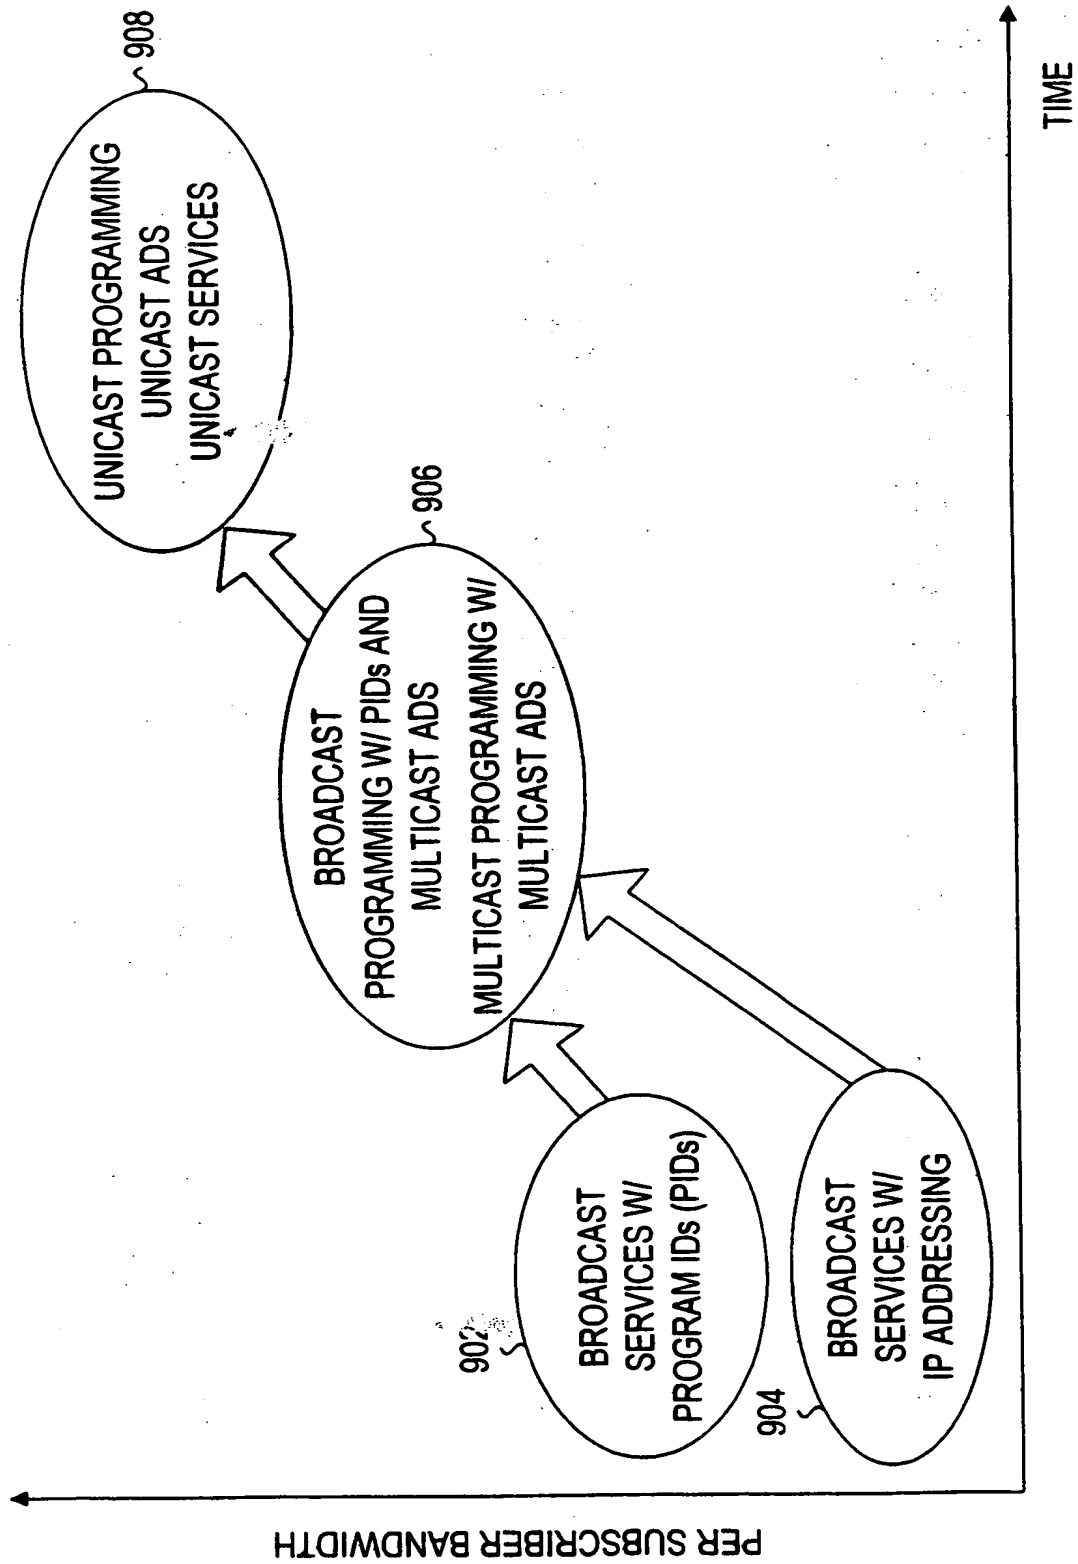 PER SUBSCRIBER BANDWIDTH
908
UNICAST PROGRAMMING
UNICAST ADS
UNICAST SERVICES
906
BROADCAST
PROGRAMMING W/ PIDs AND
MULTICAST ADS
MULTICAST PROGRAMMING W/
MULTICAST ADS
902
BROADCAST
SERVICES W/
PROGRAM IDs (PIDs)
904
BROADCAST
SERVICES W/
IP ADDRESSING
TIME